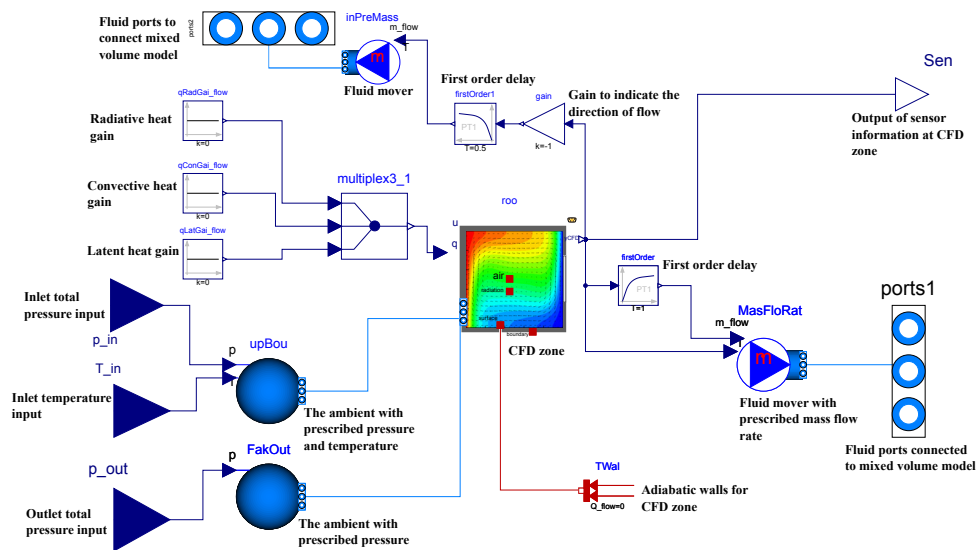 Fluid ports to
connect mixed
volume model
ports2
inPreMass
m_flow
m
Fluid mover
First order delay
firstOrder1
PT1
T=0.5
gain
k=-1
Gain to indicate the
direction of flow
Sen
Output of sensor
information at CFD
zone
qRadGai_flow
k=0
Radiative heat
gain
qConGai_flow
k=0
Convective heat
gain
qLatGai_flow
k=0
Latent heat gain
multiplex3_1
roo
u
q
air
radiation
surface
boundary
CFD
CFD zone
firstOrder
PT1
T=1
First order delay
MasFloRat
m_flow
m
Fluid mover with
prescribed mass flow
rate
ports1
Fluid ports connected
to mixed volume model
Inlet total
pressure input
p_in
T_in
Inlet temperature
input
upBou
p
T
The ambient with
prescribed pressure
and temperature
FakOut
p
The ambient with
prescribed pressure
p_out
Outlet total
pressure input
TWal
Q_flow=0
Adiabatic walls for
CFD zone